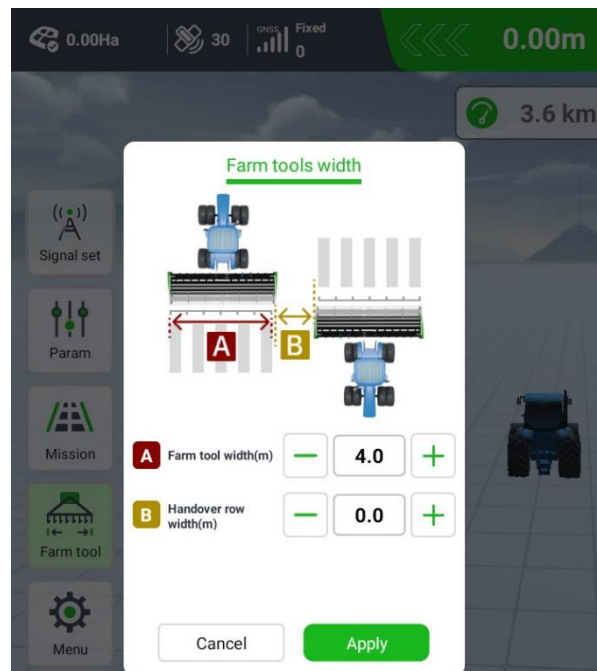 0.00Ha
30
GNSS
Fixed
0
0.00m
3.6 km
Farm tools width
Signal set
A
B
Param
Mission
A Farm tool width(m) — 4.0 +
B Handover row
width(m) — 0.0 +
Farm tool
Menu
Cancel
Apply